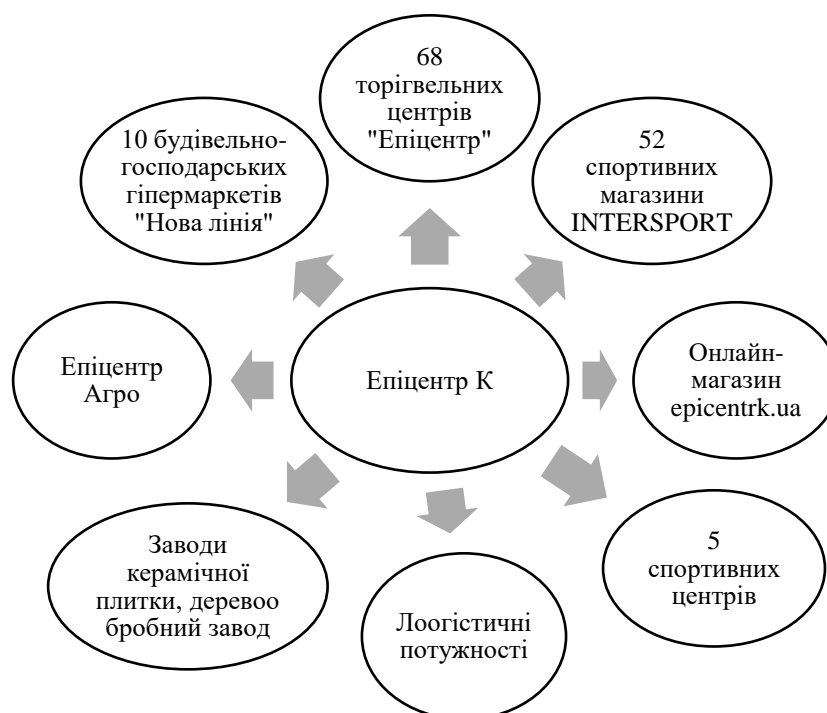 68
торігвельних
центрів
"Епіцентр"
10 будівельно-
господарських
гіпермаркетів
"Нова лінія"
52
спортивних
магазини
INTERSPORT
Епіцентр
Агро
Епіцентр К
Онлайн-
магазин
epicentrk.ua
Заводи
керамічної
плитки, деревоо
бробний завод
Лоогістичні
потужності
5
спортивних
центрів